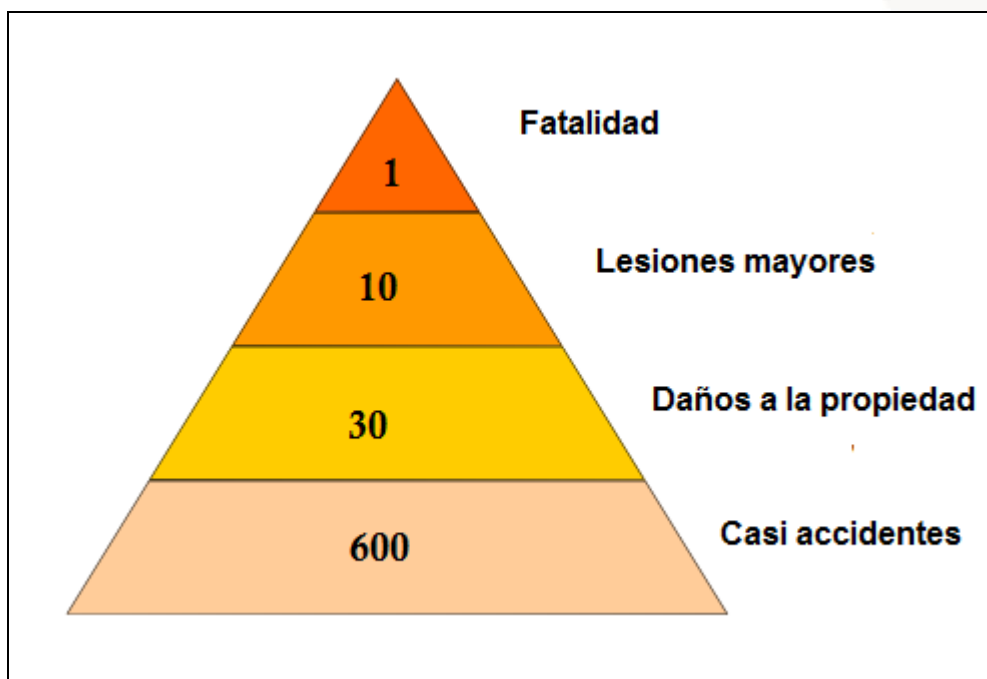 Fatalidad
1
Lesiones mayores
10
Daños a la propiedad
30
Casi accidentes
600